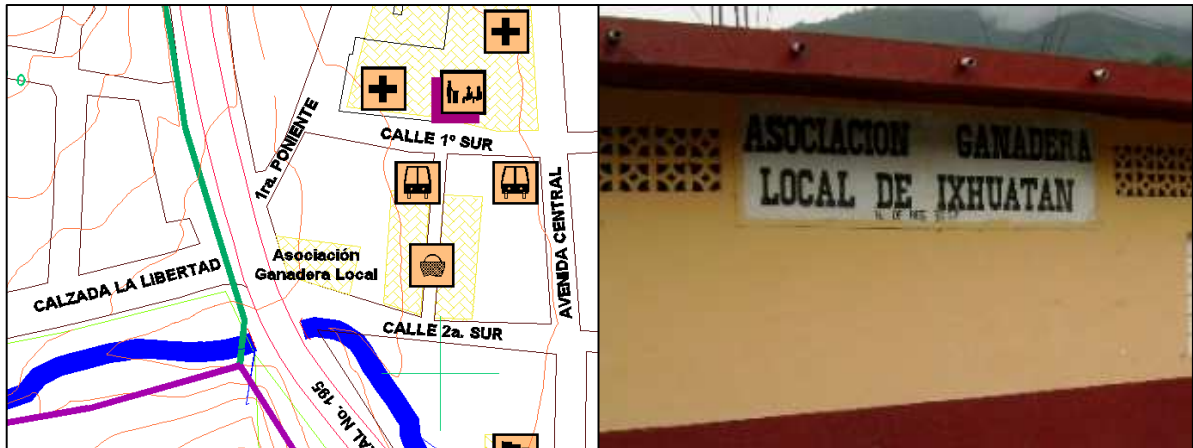 1ra. PONIENTE
CALLE 1º SUR
AVENIDA CENTRAL
Asociación
Ganadera Local
CALZADA LA LIBERTAD
CALLE 2a. SUR
AL No. 195
ASOCIACION GANADERA
LOCAL DE IXHUATAN